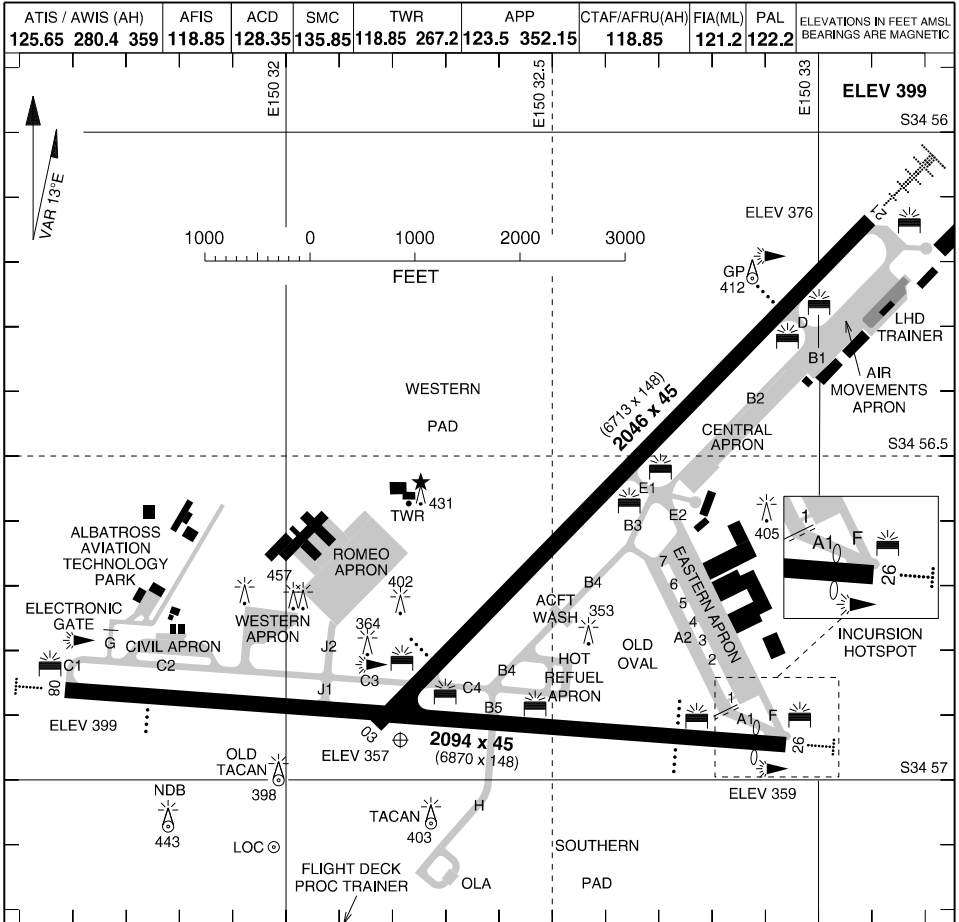 ATIS / AWIS (AH)
125.65 280.4 359
AFIS
118.85
ACD
128.35
SMC
135.85
TWR
118.85 267.2
APP
123.5 352.15
CTAF/AFRU(AH)
118.85
FIA(ML)
121.2
PAL
122.2
ELEVATIONS IN FEET AMSL
BEARINGS ARE MAGNETIC
E150 32
E150 32.5
E150 33
ELEV 399
S34 56
VAR 13°E
ELEV 376
21
1000 0 1000 2000 3000
FEET
GP
412
D
LHD
TRAINER
B1
AIR
MOVEMENTS
APRON
B2
WESTERN
PAD
(6713 x 148)
2046 x 45
CENTRAL
APRON
S34 56.5
E1
E2
B3
431
TWR
405
1
A1
F
26
INCURSION
HOTSPOT
ALBATROSS
AVIATION
TECHNOLOGY
PARK
ROMEO
APRON
457
402
EASTERN APRON
7
6
5
4
3
2
A2
B4
ACFT
WASH
353
ELECTRONIC
GATE
G
CIVIL APRON
WESTERN
APRON
J2
364
OLD
OVAL
HOT
REFUEL
APRON
C1
C2
C3
B4
C4
J1
B5
08
1
A1
F
26
ELEV 399
03
ELEV 357
2094 x 45
(6870 x 148)
OLD
TACAN
398
S34 57
ELEV 359
NDB
443
TACAN
403
H
LOC
SOUTHERN
PAD
FLIGHT DECK
PROC TRAINER
OLA